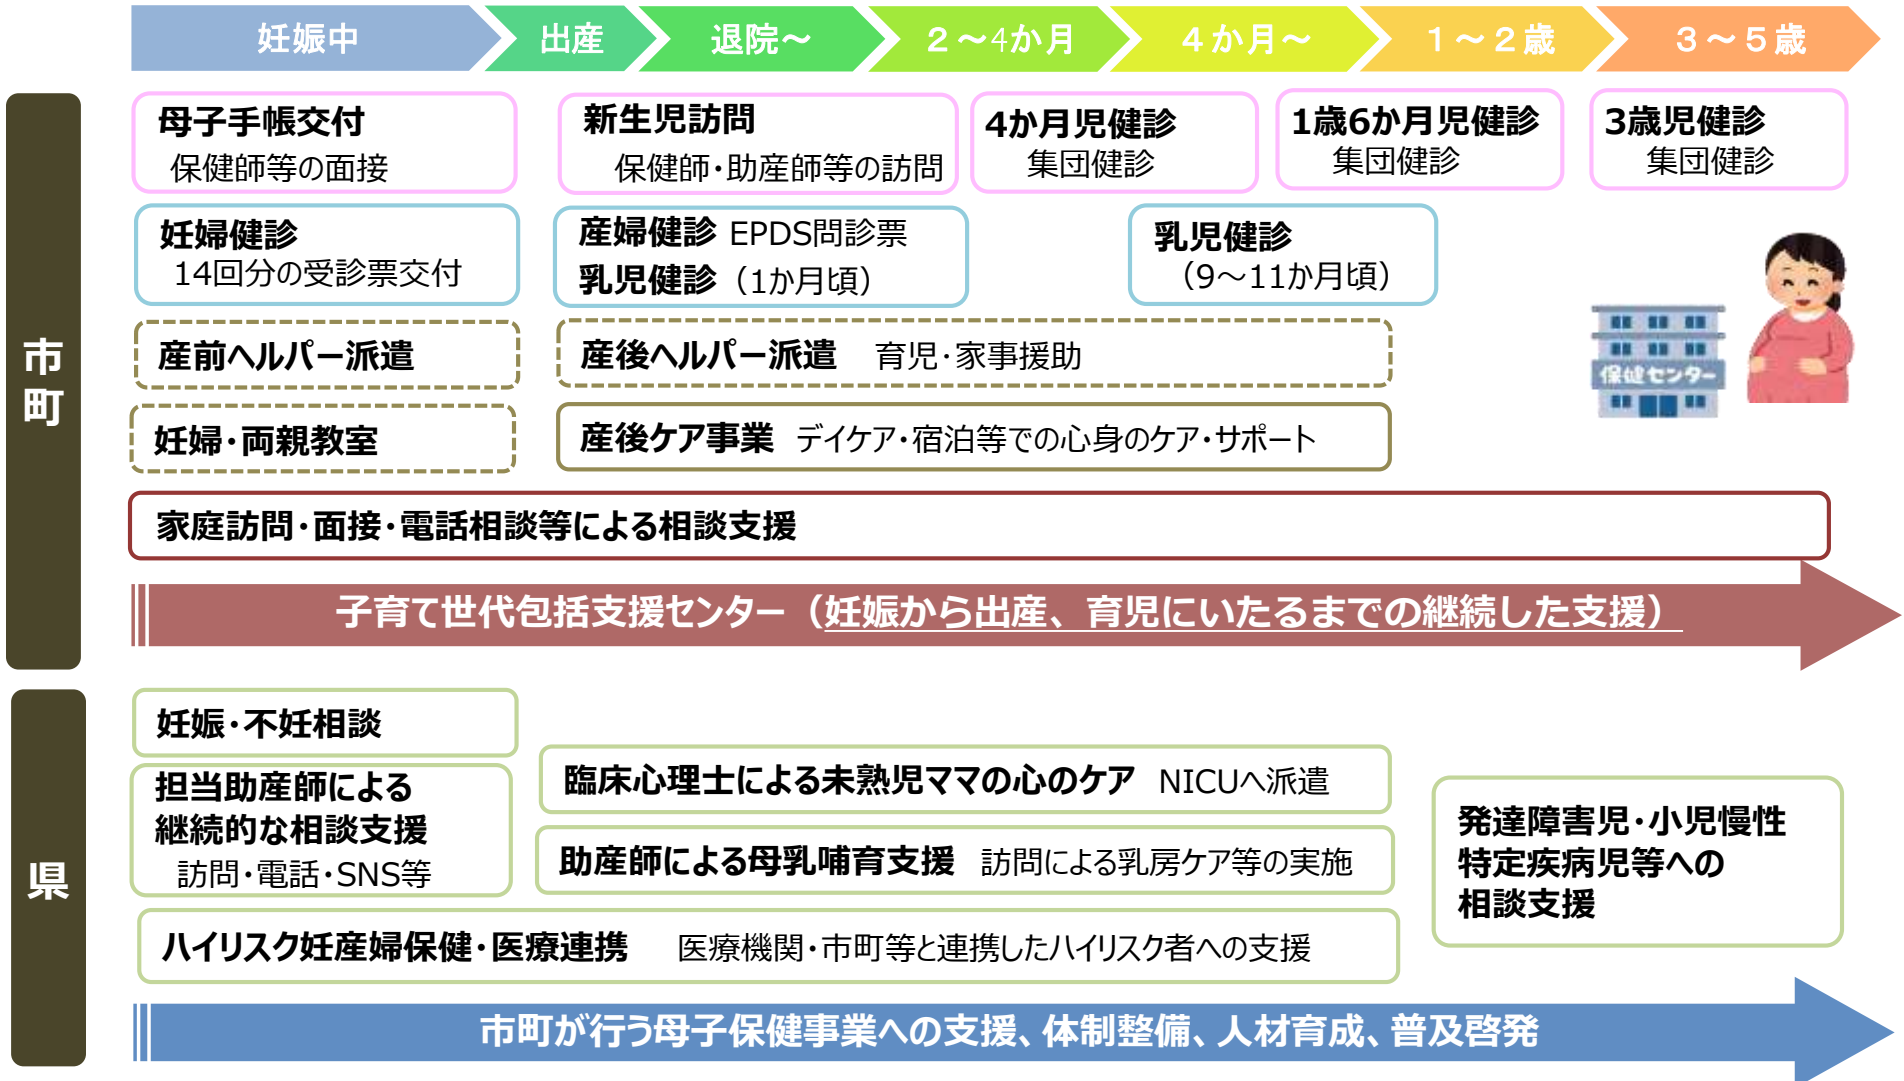 妊娠中
出産
退院～
２～4か月
４か月～
１～２歳
３～５歳
市町
母子手帳交付
保健師等の面接
新生児訪問
保健師・助産師等の訪問
4か月児健診
集団健診
1歳6か月児健診
集団健診
3歳児健診
集団健診
妊婦健診
14回分の受診票交付
産婦健診 EPDS問診票
乳児健診（1か月頃）
乳児健診
（9～11か月頃）
産前ヘルパー派遣
産後ヘルパー派遣 育児・家事援助
保健センター
妊婦・両親教室
産後ケア事業 デイケア・宿泊等での心身のケア・サポート
家庭訪問・面接・電話相談等による相談支援
子育て世代包括支援センター（妊娠から出産、育児にいたるまでの継続した支援）
県
妊娠・不妊相談
担当助産師による
継続的な相談支援
訪問・電話・SNS等
臨床心理士による未熟児ママの心のケア NICUへ派遣
助産師による母乳哺育支援 訪問による乳房ケア等の実施
発達障害児・小児慢性
特定疾病児等への
相談支援
ハイリスク妊産婦保健・医療連携 医療機関・市町等と連携したハイリスク者への支援
市町が行う母子保健事業への支援、体制整備、人材育成、普及啓発